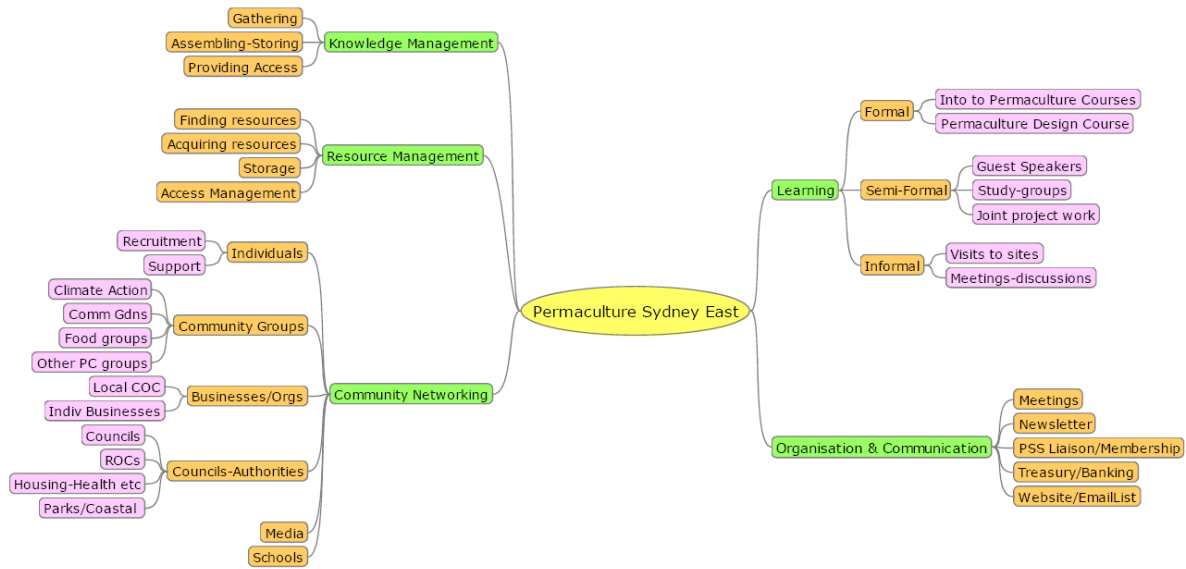 Permaculture Sydney East
Knowledge Management
Gathering
Assembling-Storing
Providing Access
Resource Management
Finding resources
Acquiring resources
Storage
Access Management
Community Networking
Individuals
Recruitment
Support
Community Groups
Climate Action
Comm Gdns
Food groups
Other PC groups
Businesses/Orgs
Local COC
Indiv Businesses
Councils-Authorities
Councils
ROCs
Housing-Health etc
Parks/Coastal
Media
Schools
Learning
Formal
Into to Permaculture Courses
Permaculture Design Course
Semi-Formal
Guest Speakers
Study-groups
Joint project work
Informal
Visits to sites
Meetings-discussions
Organisation & Communication
Meetings
Newsletter
PSS Liaison/Membership
Treasury/Banking
Website/EmailList